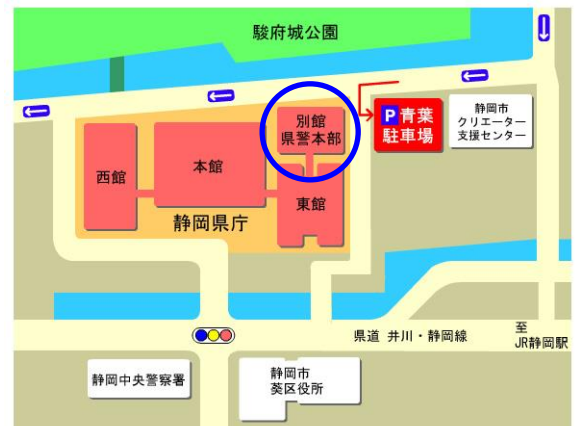 駿府城公園
別館
県警本部
P青葉
駐車場
静岡市
クリエーター
支援センター
西館
本館
東館
静岡県庁
県道 井川・静岡線
至
JR静岡駅
静岡中央警察署
静岡市
葵区役所